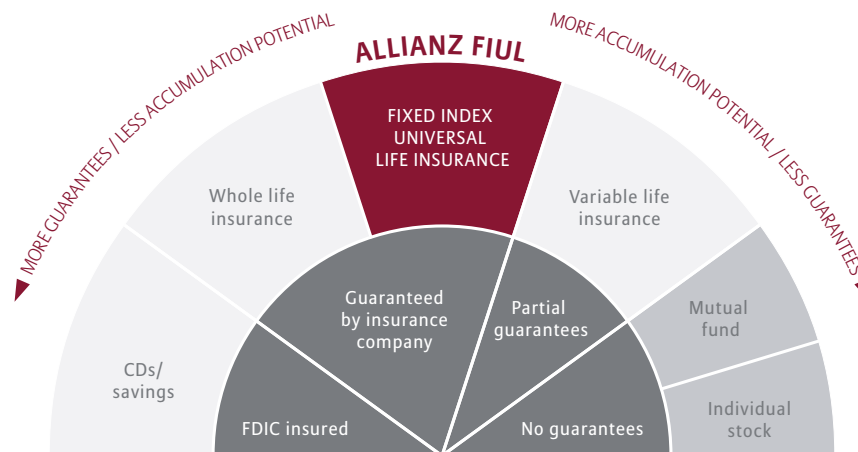 MORE GUARANTEES / LESS ACCUMULATION POTENTIAL
ALLIANZ FIUL
MORE ACCUMULATION POTENTIAL / LESS GUARANTEES
FIXED INDEX
UNIVERSAL
LIFE INSURANCE
Whole life
insurance
Variable life
insurance
CDs/
savings
Mutual
fund
Individual
stock
Guaranteed
by insurance
company
Partial
guarantees
FDIC insured
No guarantees